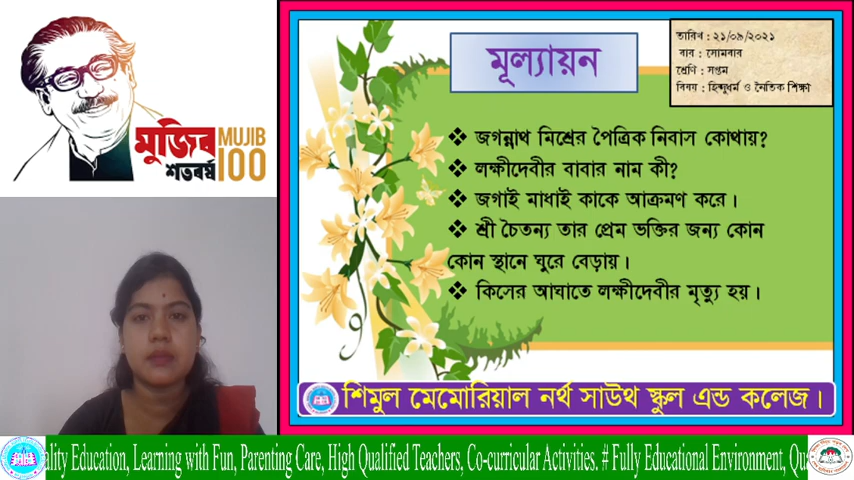 মুজিব
শতবর্ষ
MUJIB
100
মূল্যায়ন
তারিখ : ২১/০৯/২০২১
বার : সোমবার
শ্রেণি : সপ্তম
বিষয় : হিন্দুধর্ম ও নৈতিক শিক্ষা
❖ জগন্নাথ মিশ্রের পৈত্রিক নিবাস কোথায়?
❖ লক্ষীদেবীর বাবার নাম কী?
❖ জগাই মাধাই কাকে আক্রমণ করে।
❖ শ্রী চৈতন্য তার প্রেম ভক্তির জন্য কোন
কোন স্থানে ঘুরে বেড়ায়।
❖ কিসের আঘাতে লক্ষীদেবীর মৃত্যু হয়।
শিমুল মেমোরিয়াল নর্থ সাউথ স্কুল এন্ড কলেজ।
ality Education, Learning with Fun, Parenting Care, High Qualified Teachers, Co-curricular Activities. # Fully Educational Environment, Qu